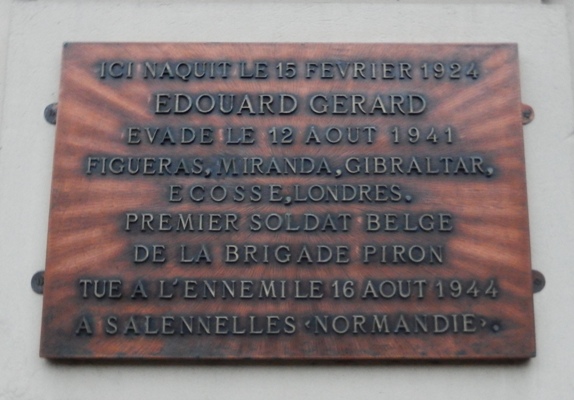 ICI NAQUIT LE 15 FEVRIER 1924
EDOUARD GERARD
EVADE LE 12 AOUT 1941
FIGUERAS, MIRANDA, GIBRALTAR,
ECOSSE, LONDRES.
PREMIER SOLDAT BELGE
DE LA BRIGADE PIRON
TUE A L'ENNEMI LE 16 AOUT 1944
A SALENNELLES <NORMANDIE>.